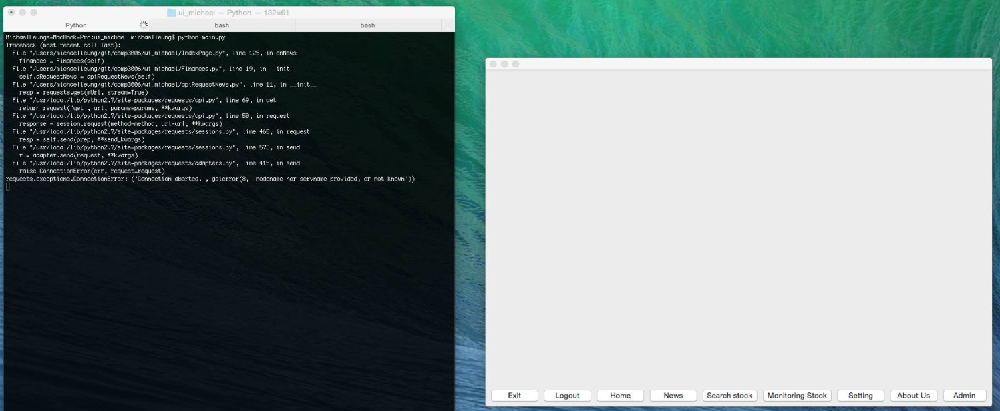 ui_michael — Python — 132×61
Python
bash
bash
+
MichaelLeungs-MacBook-Pro:ui_michael michaelleung$ python main.py
Traceback (most recent call last):
File "/Users/michaelleung/git/comp3006/ui_michael/IndexPage.py", line 125, in onNews
finances = Finances(self)
File "/Users/michaelleung/git/comp3006/ui_michael/Finances.py", line 19, in __init__
self.aRequestNews = apiRequestNews(self)
File "/Users/michaelleung/git/comp3006/ui_michael/apiRequestNews.py", line 11, in __init__
resp = requests.get(mUrl, stream=True)
File "/usr/local/lib/python2.7/site-packages/requests/api.py", line 69, in get
return request('get', url, params=params, **kwargs)
File "/usr/local/lib/python2.7/site-packages/requests/api.py", line 50, in request
response = session.request(method=method, url=url, **kwargs)
File "/usr/local/lib/python2.7/site-packages/requests/sessions.py", line 465, in request
resp = self.send(prep, **send_kwargs)
File "/usr/local/lib/python2.7/site-packages/requests/sessions.py", line 573, in send
r = adapter.send(request, **kwargs)
File "/usr/local/lib/python2.7/site-packages/requests/adapters.py", line 415, in send
raise ConnectionError(err, request=request)
requests.exceptions.ConnectionError: ('Connection aborted.', gaierror(8, 'nodename nor servname provided, or not known'))
Exit
Logout
Home
News
Search stock
Monitoring Stock
Setting
About Us
Admin